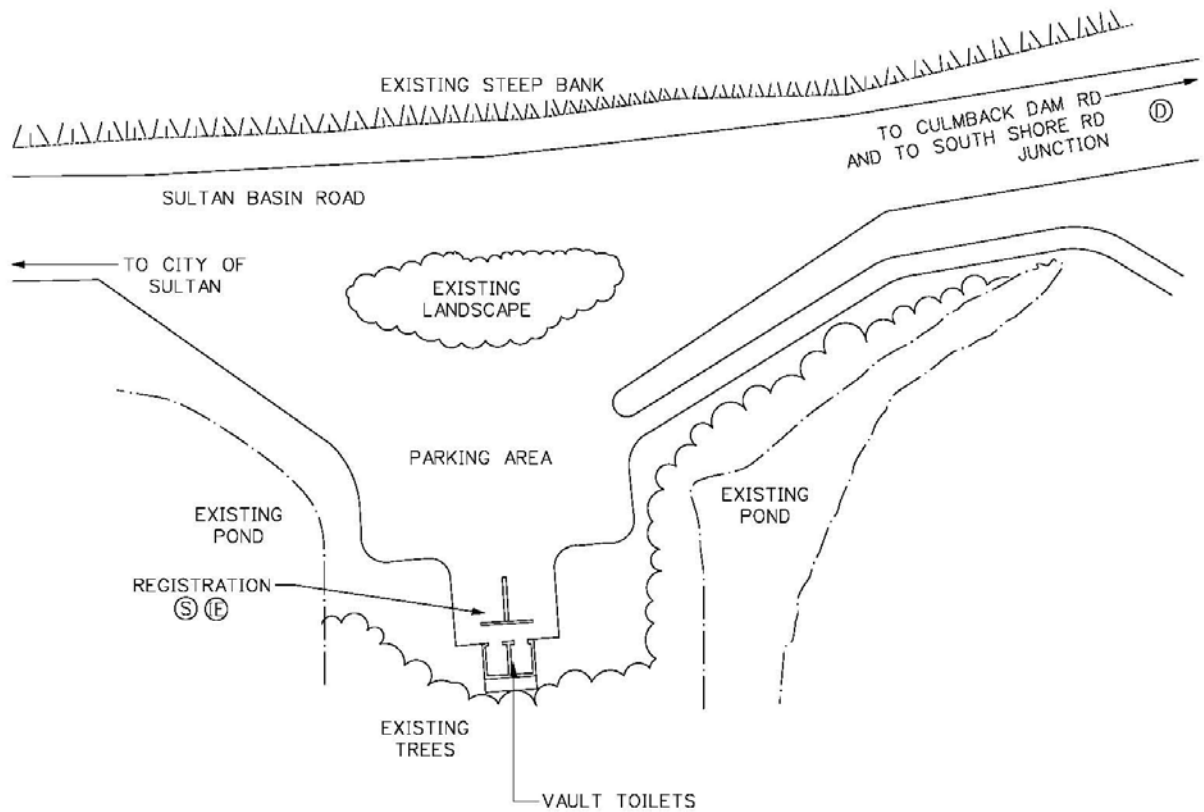 EXISTING STEEP BANK
TO CULMBACK DAM RD
AND TO SOUTH SHORE RD
JUNCTION
D
SULTAN BASIN ROAD
TO CITY OF
SULTAN
EXISTING
LANDSCAPE
PARKING AREA
EXISTING
POND
EXISTING
POND
REGISTRATION
S IE
EXISTING
TREES
VAULT TOILETS